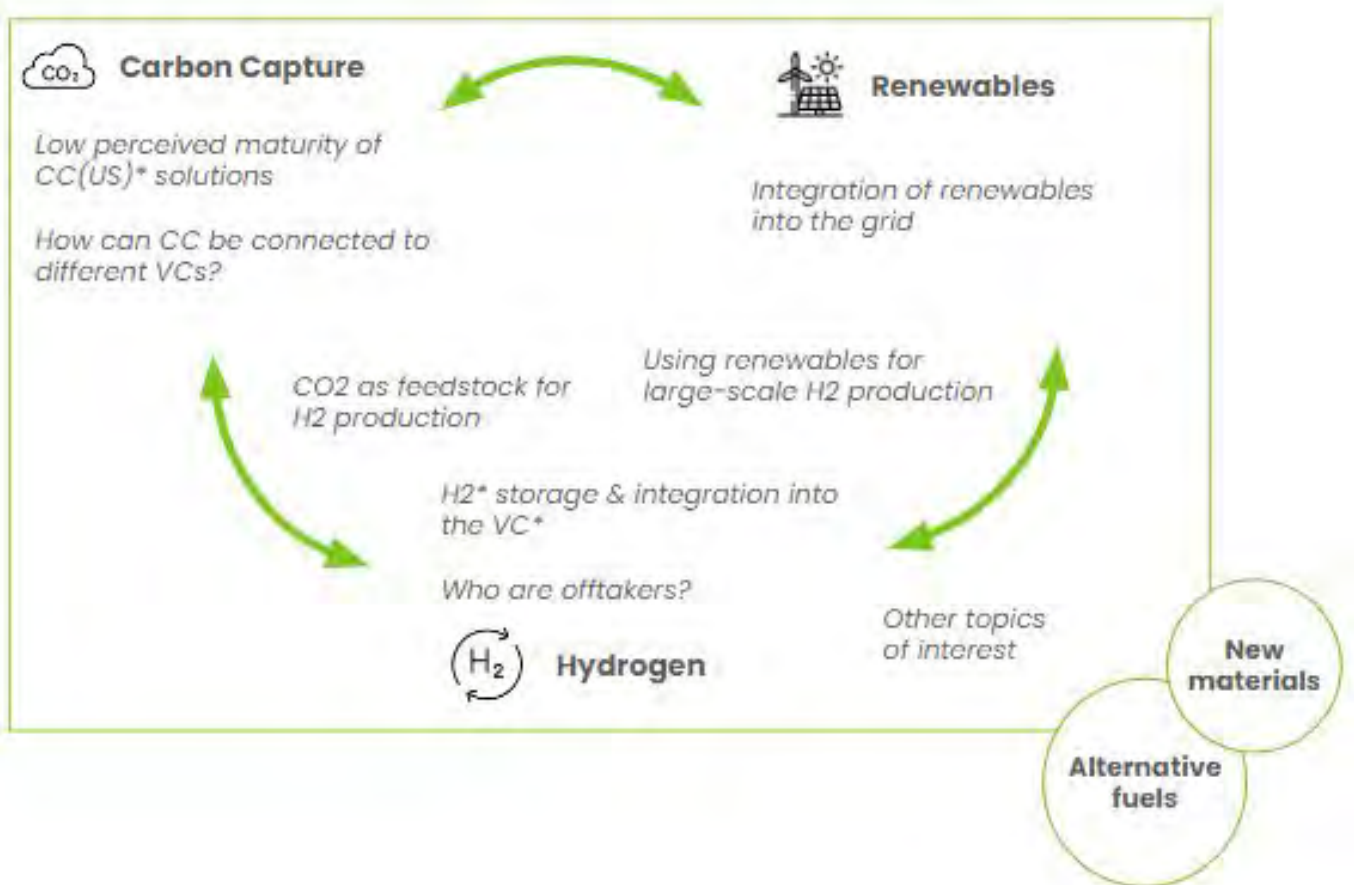 CO₂
Carbon Capture
Low perceived maturity of
CC(US)* solutions
How can CC be connected to
different VCs?
Renewables
Integration of renewables
into the grid
CO2 as feedstock for
H2 production
Using renewables for
large-scale H2 production
H2* storage & integration into
the VC*
Who are offtakers?
H₂
Hydrogen
Other topics
of interest
New
materials
Alternative
fuels